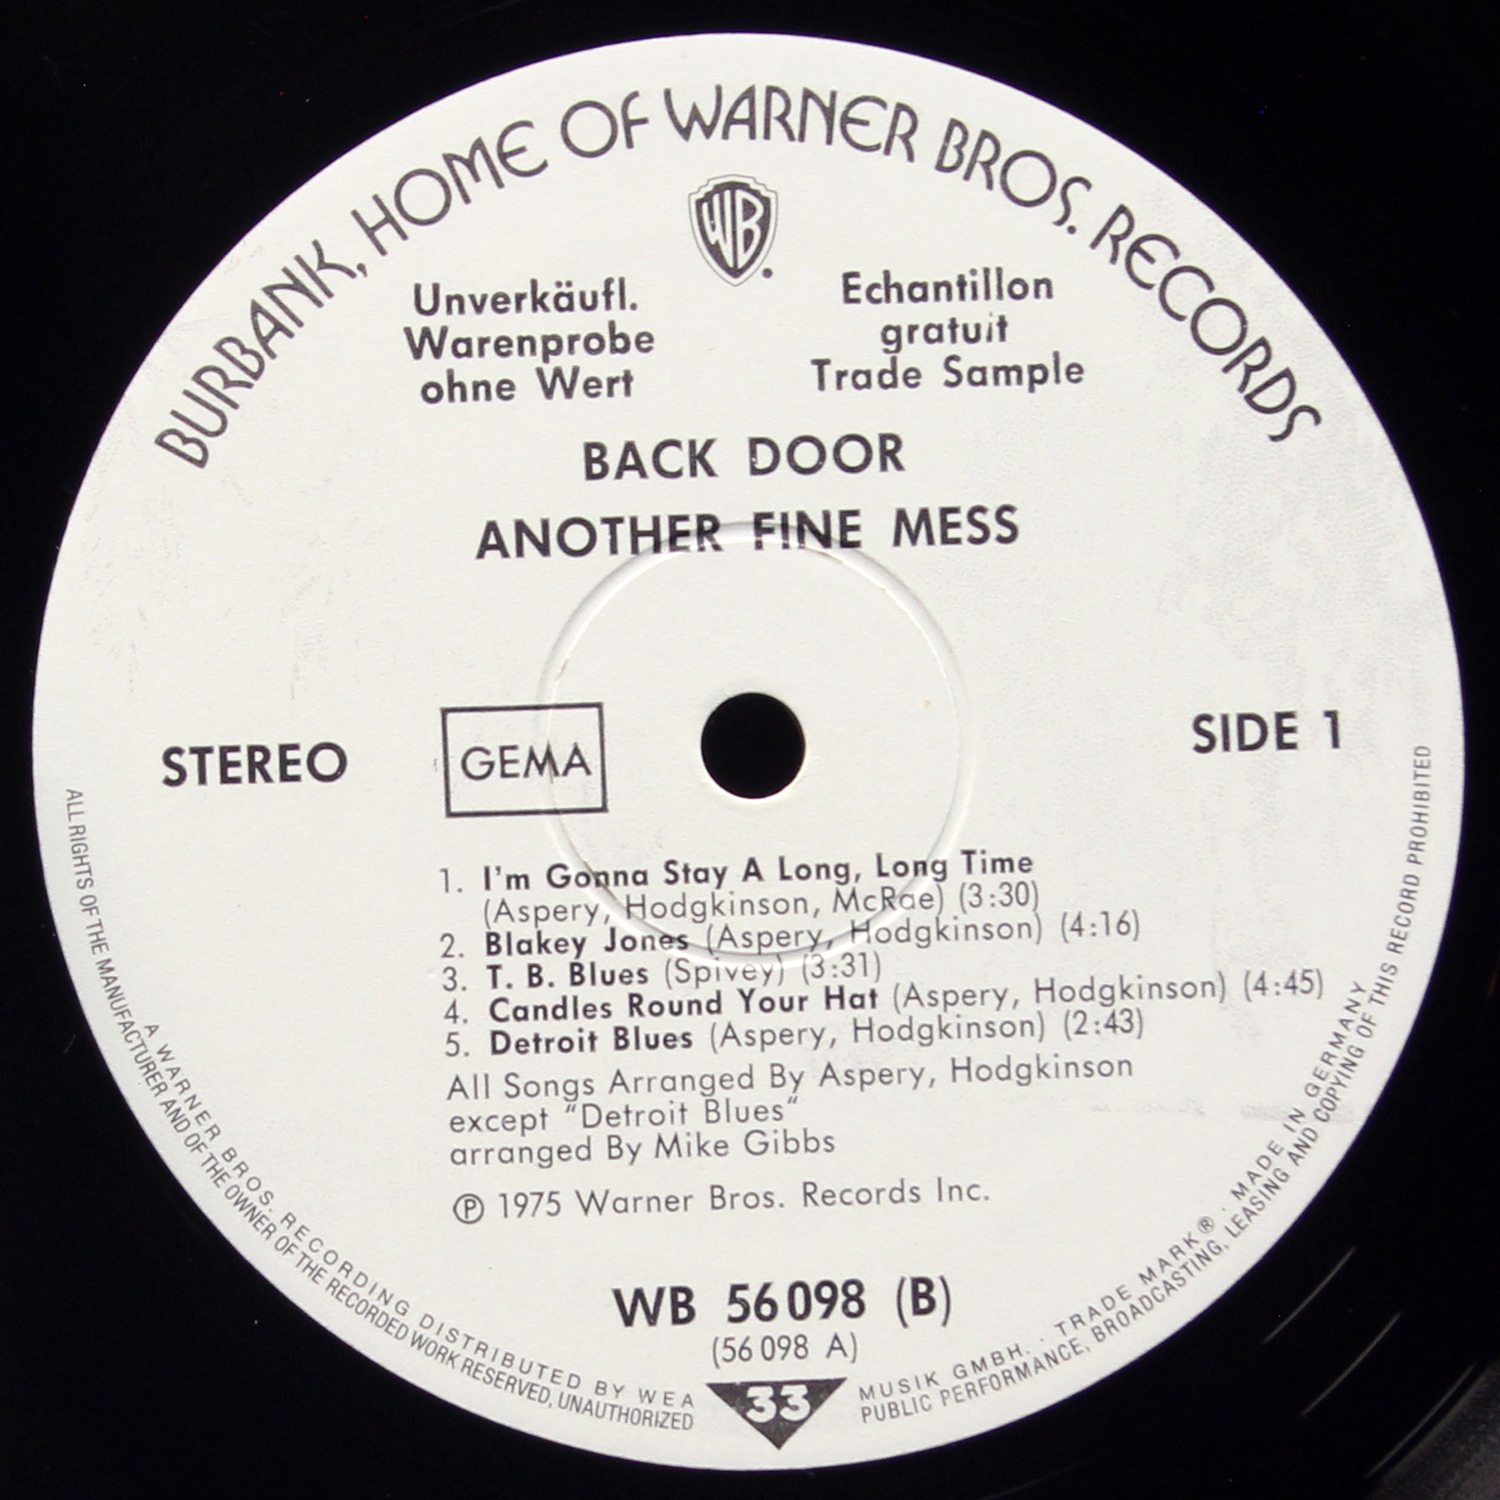 BURBANK, HOME OF WARNER BROS. RECORDS
WB
Unverkäufl.
Warenprobe
ohne Wert
Echantillon
gratuit
Trade Sample
BACK DOOR
ANOTHER FINE MESS
STEREO
GEMA
SIDE 1
1. I'm Gonna Stay A Long, Long Time
(Aspery, Hodgkinson, McRae) (3:30)
2. Blakey Jones (Aspery, Hodgkinson) (4:16)
3. T. B. Blues (Spivey) (3:31)
4. Candles Round Your Hat (Aspery, Hodgkinson) (4:45)
5. Detroit Blues (Aspery, Hodgkinson) (2:43)
All Songs Arranged By Aspery, Hodgkinson
except "Detroit Blues"
arranged By Mike Gibbs
℗ 1975 Warner Bros. Records Inc.
WB 56 098 (B)
(56 098 A)
33
A WARNER BROS. RECORDING DISTRIBUTED BY WEA MUSIK GMBH. · TRADE MARK ® · MADE IN GERMANY
ALL RIGHTS OF THE MANUFACTURER AND OF THE OWNER OF THE RECORDED WORK RESERVED, UNAUTHORIZED PUBLIC PERFORMANCE, BROADCASTING, LEASING AND COPYING OF THIS RECORD PROHIBITED